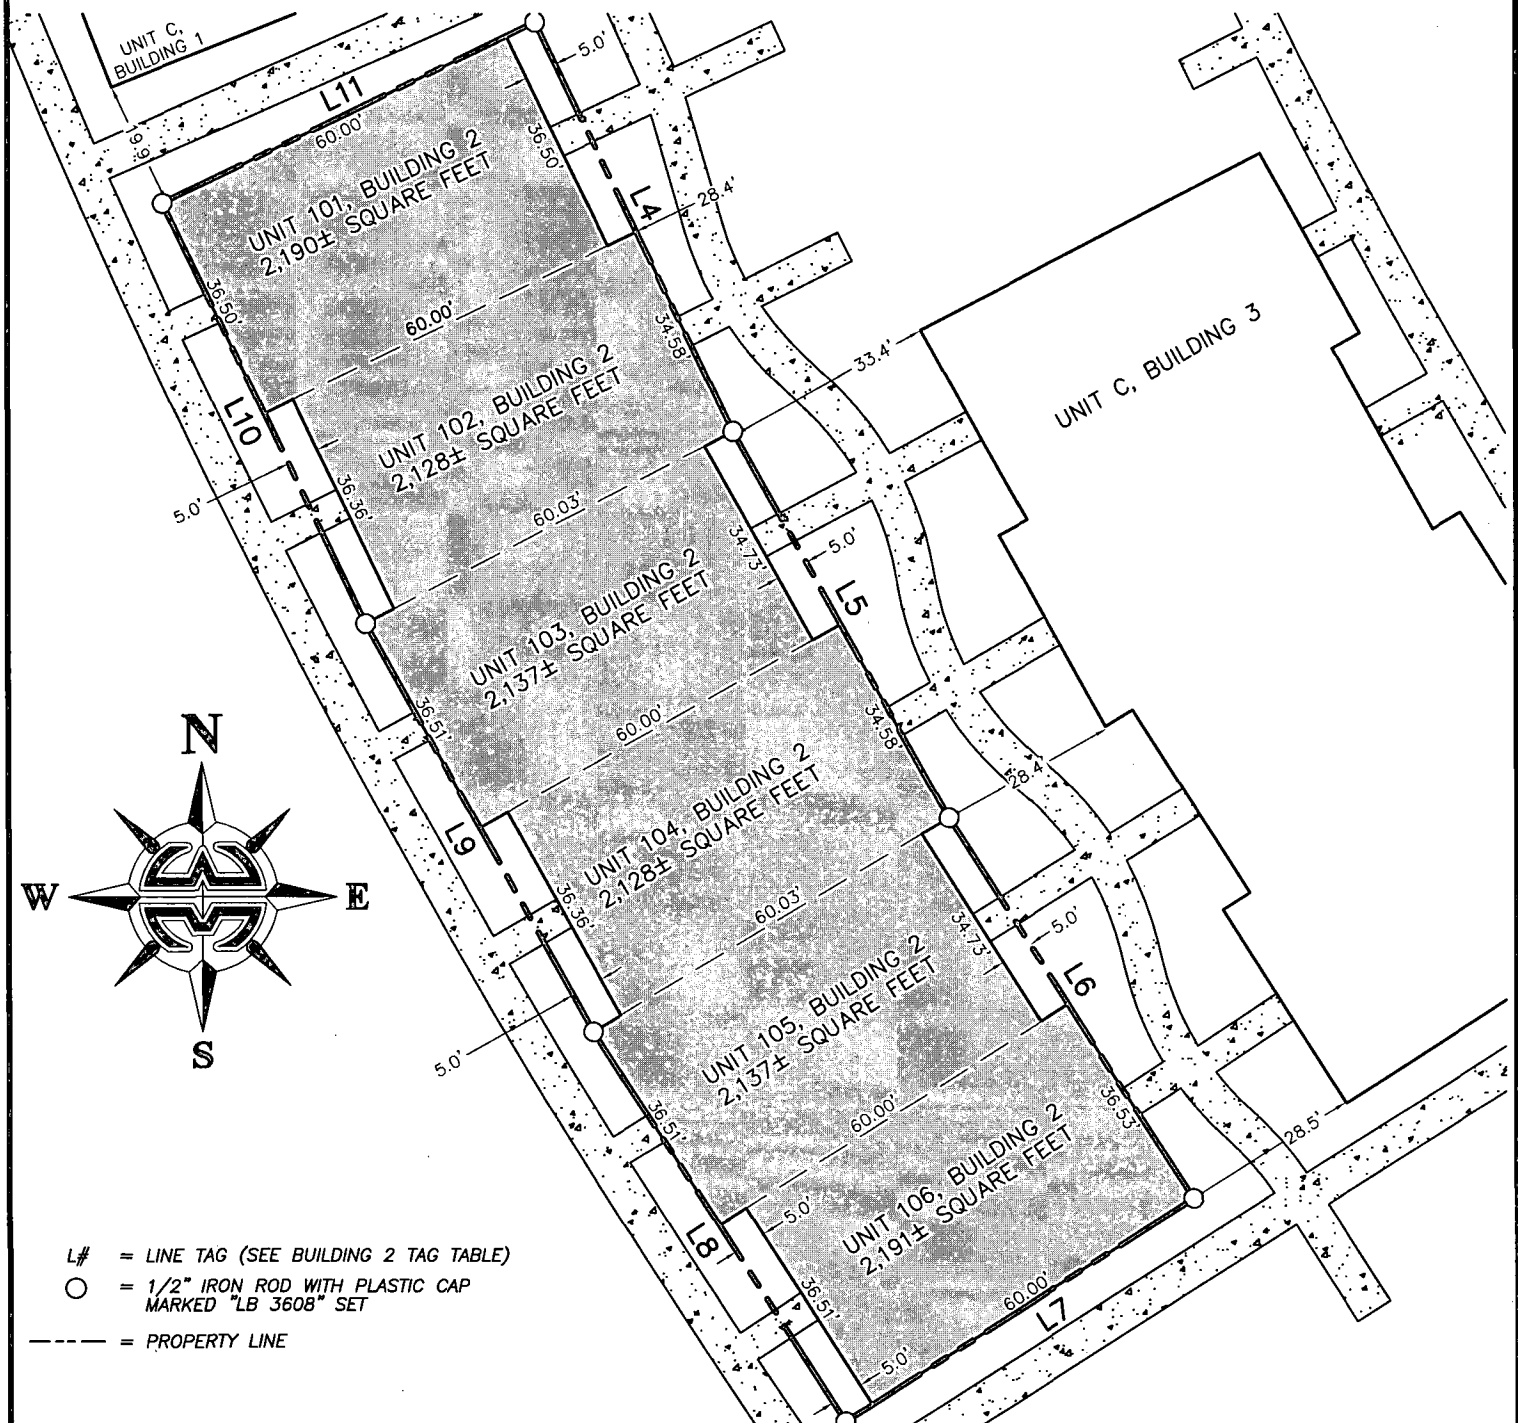 UNIT C,
BUILDING 1
5.0'
L11
60.00'
19.9'
36.50'
UNIT 101, BUILDING 2
2,190± SQUARE FEET
L4
28.4'
36.50'
60.00'
34.58'
33.4'
UNIT C, BUILDING 3
L10
UNIT 102, BUILDING 2
2,128± SQUARE FEET
5.0'
36.36'
60.03'
34.73'
5.0'
L5
UNIT 103, BUILDING 2
2,137± SQUARE FEET
36.51'
60.00'
34.58'
28.4'
N
W
E
S
L9
UNIT 104, BUILDING 2
2,128± SQUARE FEET
36.36'
60.03'
34.73'
5.0'
L6
5.0'
UNIT 105, BUILDING 2
2,137± SQUARE FEET
36.51'
60.00'
36.53'
28.5'
UNIT 106, BUILDING 2
2,191± SQUARE FEET
5.0'
L8
36.51'
60.00'
L7
5.0'
L# = LINE TAG (SEE BUILDING 2 TAG TABLE)
= 1/2" IRON ROD WITH PLASTIC CAP
MARKED "LB 3608" SET
= PROPERTY LINE